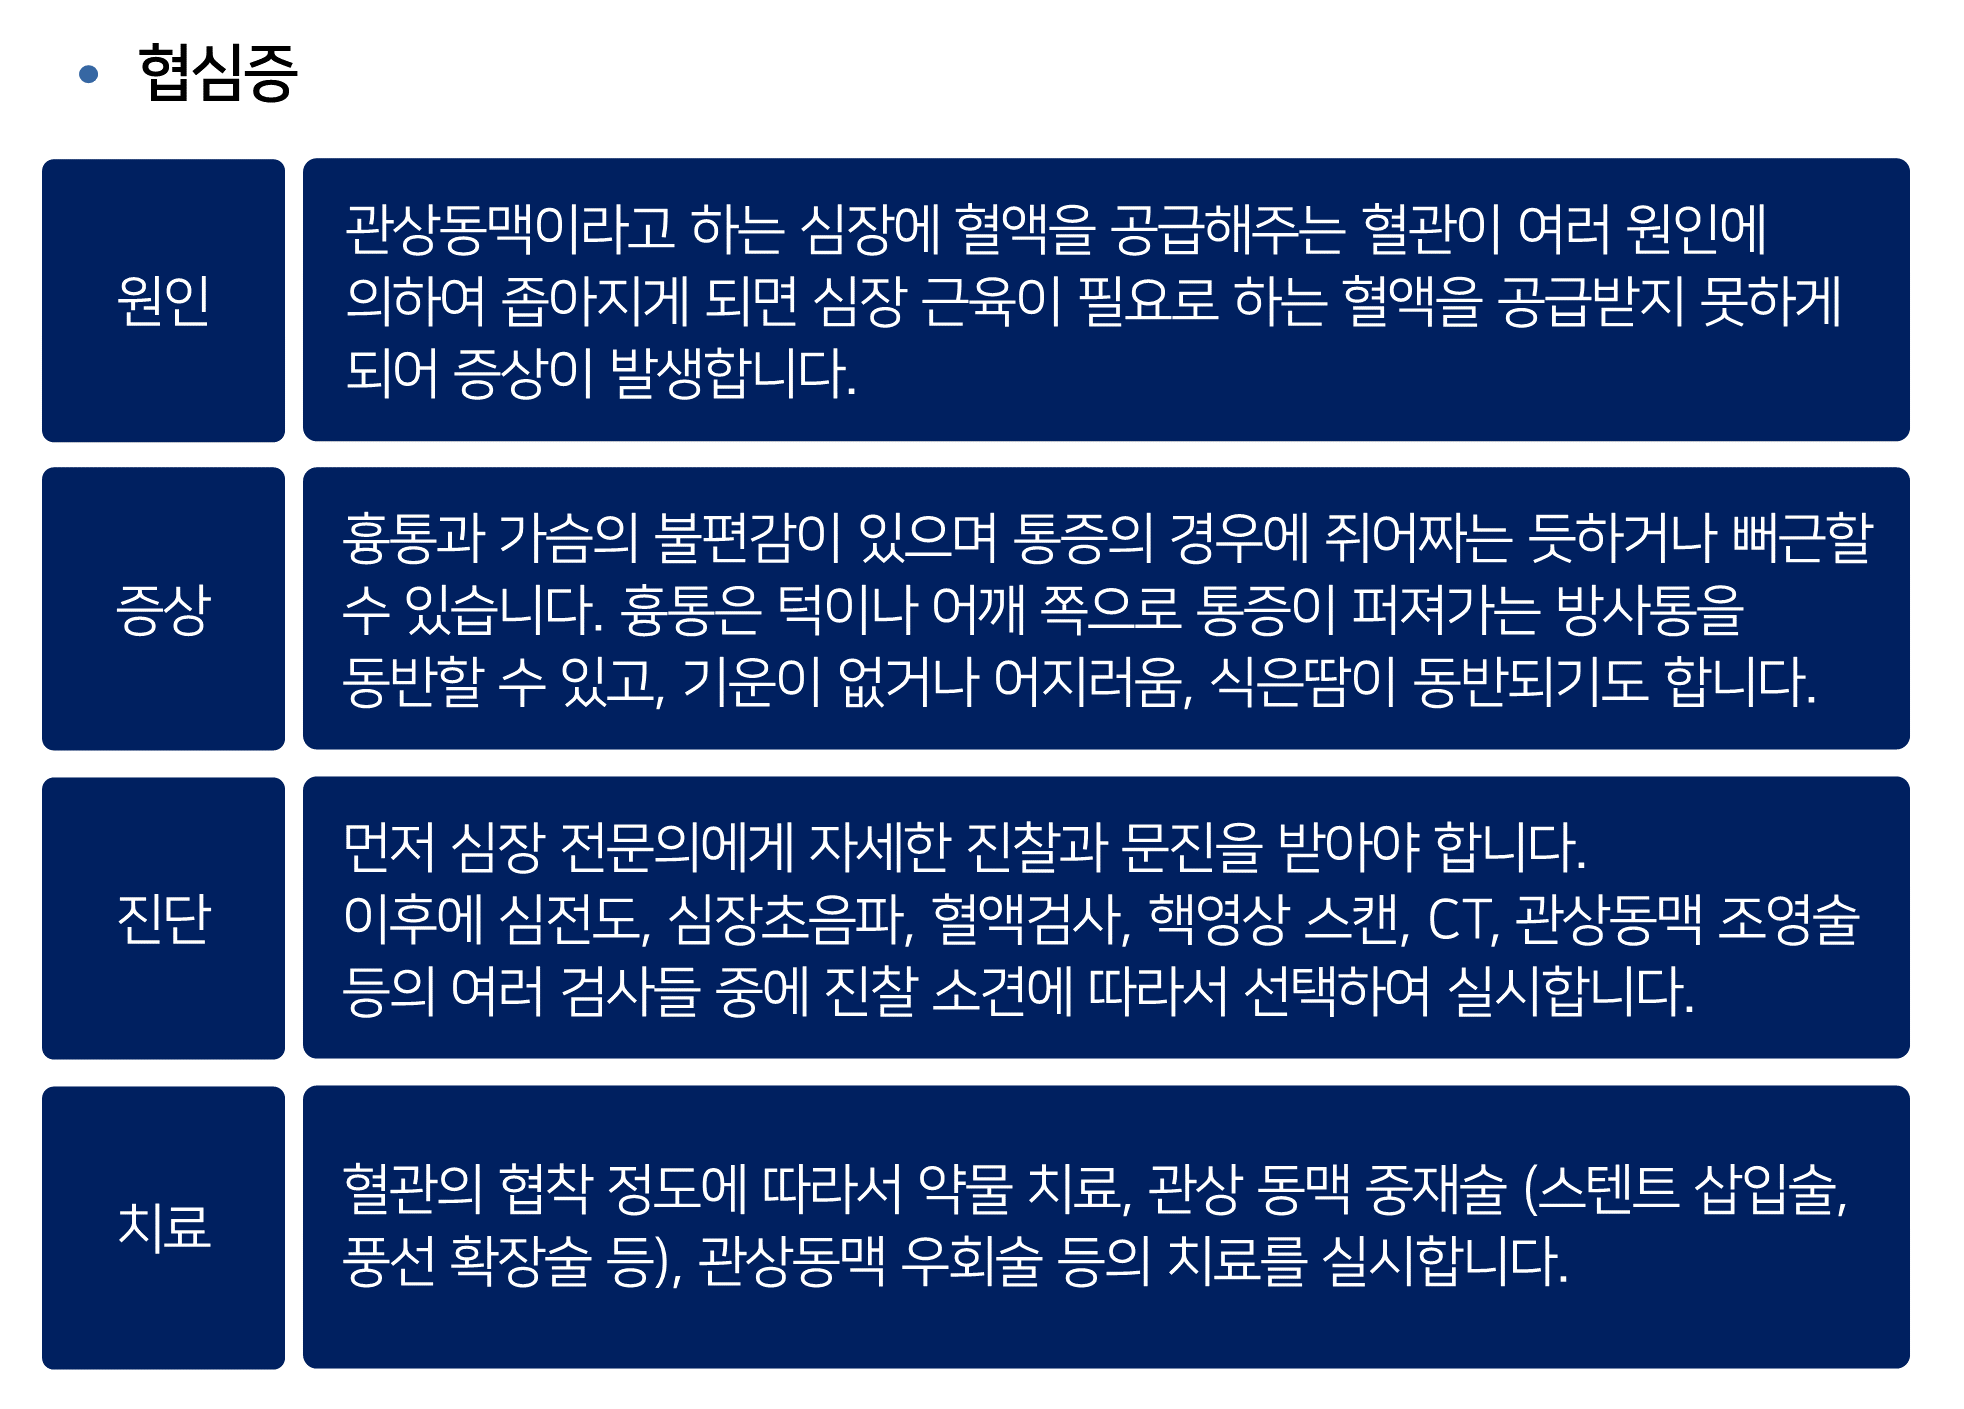 • 협심증
원인
관상동맥이라고 하는 심장에 혈액을 공급해주는 혈관이 여러 원인에
의하여 좁아지게 되면 심장 근육이 필요로 하는 혈액을 공급받지 못하게
되어 증상이 발생합니다.
증상
흉통과 가슴의 불편감이 있으며 통증의 경우에 쥐어짜는 듯하거나 뻐근할
수 있습니다. 흉통은 턱이나 어깨 쪽으로 통증이 퍼져가는 방사통을
동반할 수 있고, 기운이 없거나 어지러움, 식은땀이 동반되기도 합니다.
진단
먼저 심장 전문의에게 자세한 진찰과 문진을 받아야 합니다.
이후에 심전도, 심장초음파, 혈액검사, 핵영상 스캔, CT, 관상동맥 조영술
등의 여러 검사들 중에 진찰 소견에 따라서 선택하여 실시합니다.
치료
혈관의 협착 정도에 따라서 약물 치료, 관상 동맥 중재술 (스텐트 삽입술,
풍선 확장술 등), 관상동맥 우회술 등의 치료를 실시합니다.